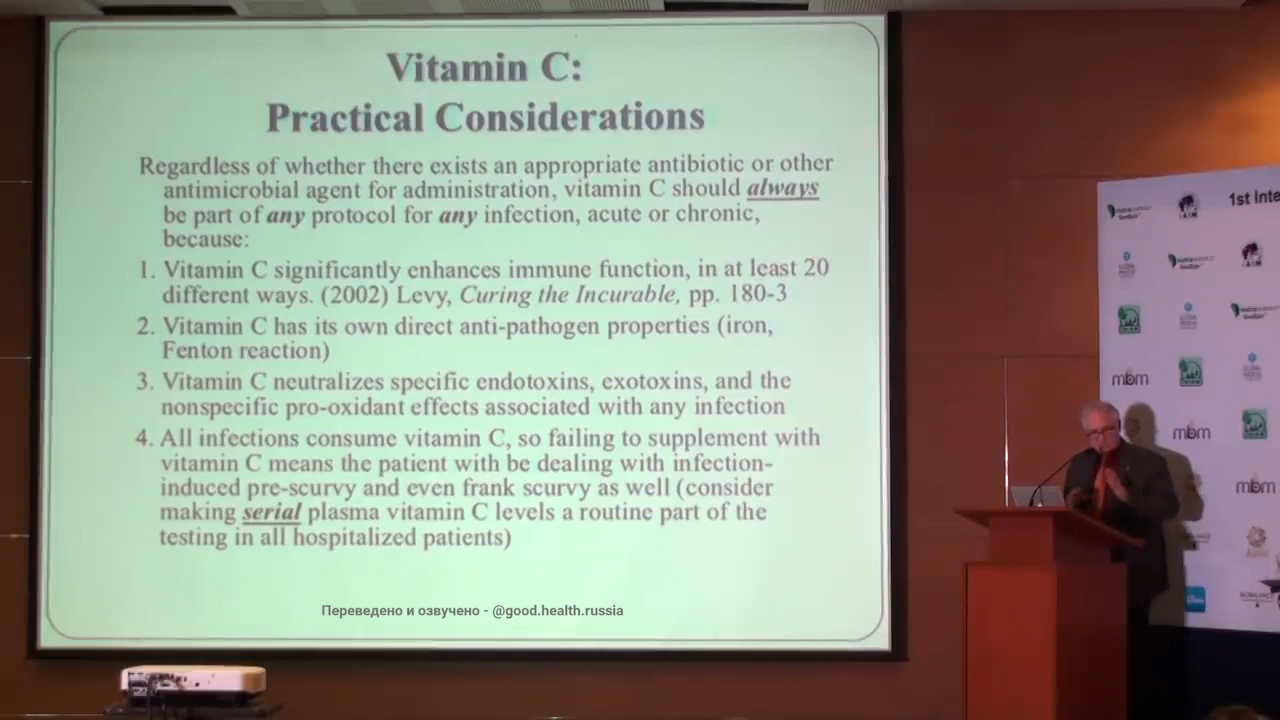 Vitamin C:
Practical Considerations
Regardless of whether there exists an appropriate antibiotic or other
antimicrobial agent for administration, vitamin C should always
be part of any protocol for any infection, acute or chronic,
because:
1. Vitamin C significantly enhances immune function, in at least 20
different ways. (2002) Levy, Curing the Incurable, pp. 180-3
2. Vitamin C has its own direct anti-pathogen properties (iron,
Fenton reaction)
3. Vitamin C neutralizes specific endotoxins, exotoxins, and the
nonspecific pro-oxidant effects associated with any infection
4. All infections consume vitamin C, so failing to supplement with
vitamin C means the patient with be dealing with infection-
induced pre-scurvy and even frank scurvy as well (consider
making serial plasma vitamin C levels a routine part of the
testing in all hospitalized patients)
Переведено и озвучено - @good.health.russia
1st Inte
mbm
mbm
mbm